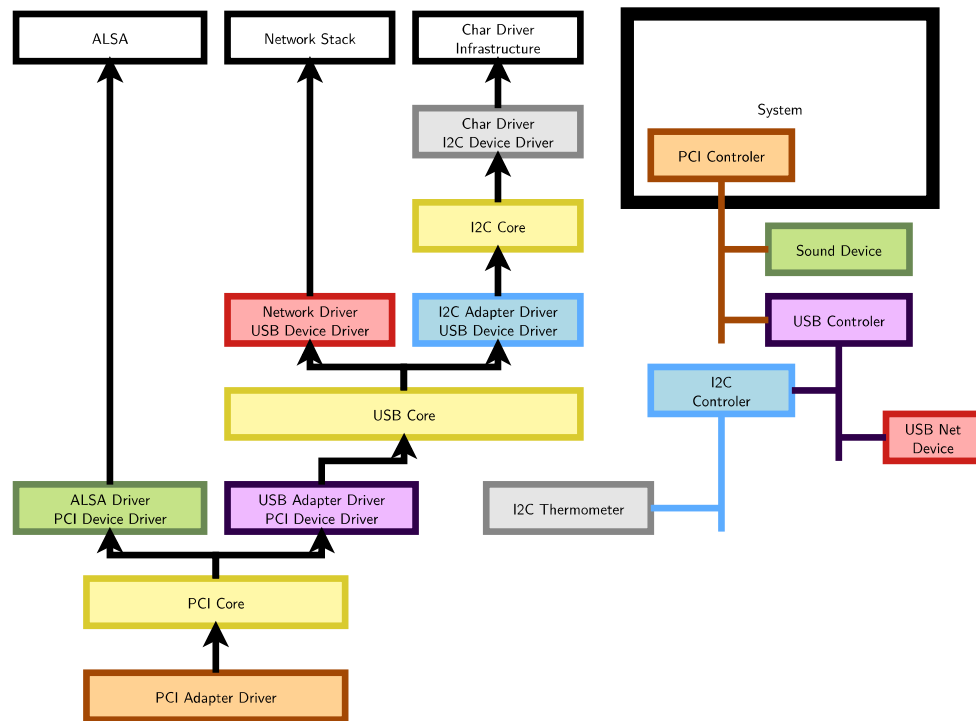 ALSA
Network Stack
Char Driver
Infrastructure
Char Driver
I2C Device Driver
I2C Core
Network Driver
USB Device Driver
I2C Adapter Driver
USB Device Driver
USB Core
ALSA Driver
PCI Device Driver
USB Adapter Driver
PCI Device Driver
PCI Core
PCI Adapter Driver
System
PCI Controler
Sound Device
USB Controler
I2C
Controler
USB Net
Device
I2C Thermometer